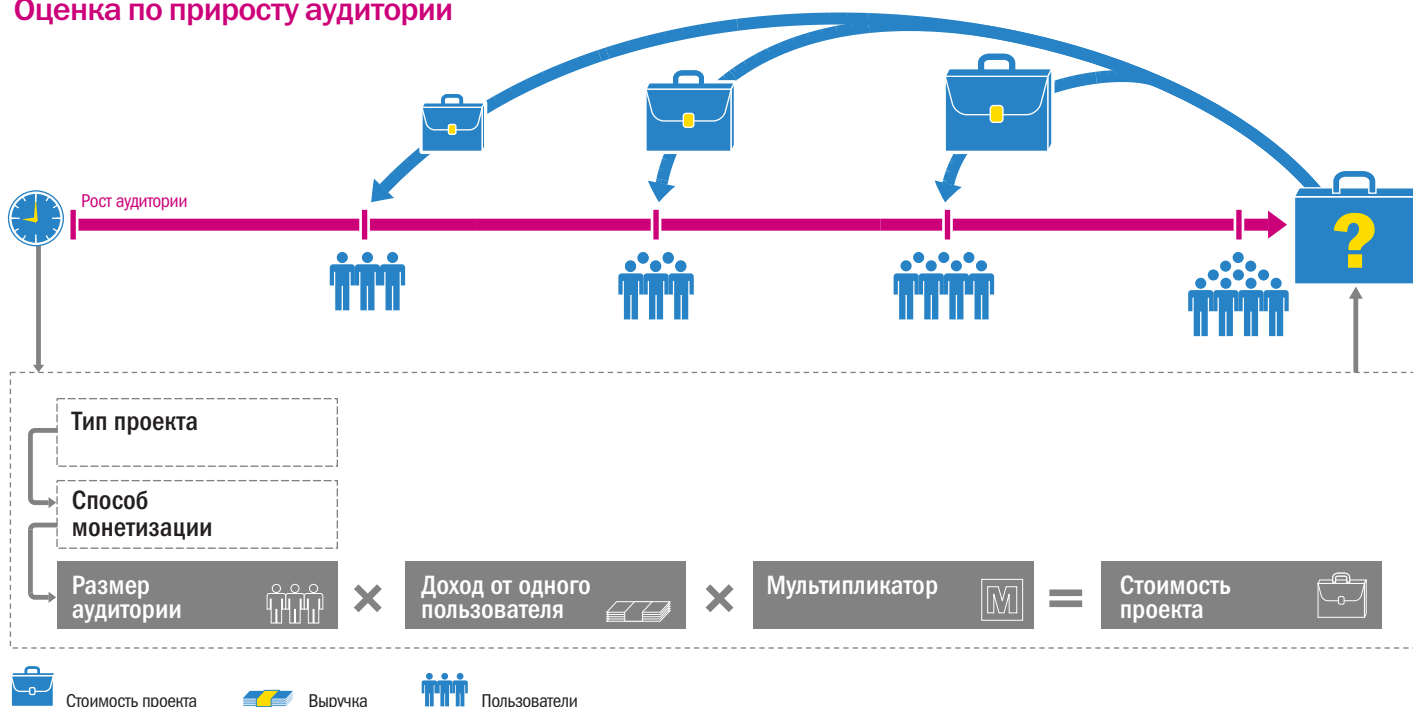 Оценка по приросту аудитории
Рост аудитории
?
Тип проекта
Способ
монетизации
Размер
аудитории
×
Доход от одного
пользователя
×
Мультипликатор
M
=
Стоимость
проекта
Стоимость проекта
Выручка
Пользователи